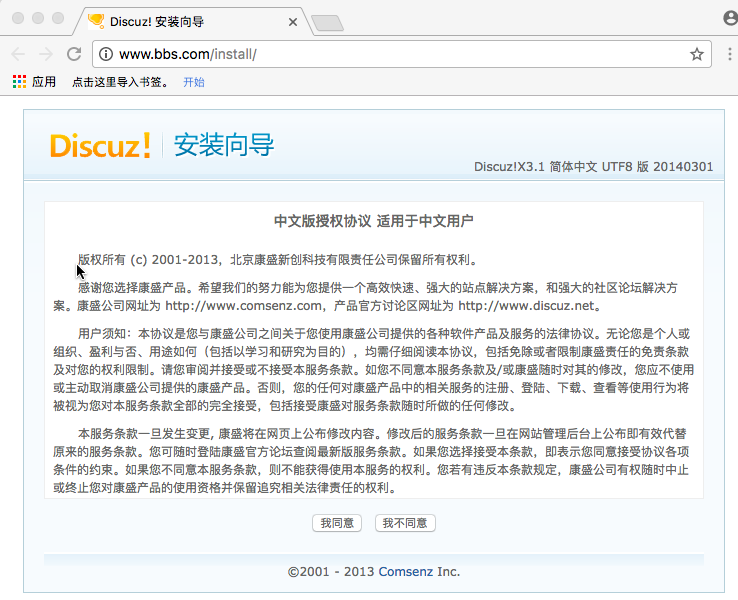 Discuz! 安装向导
www.bbs.com/install/
应用 点击这里导入书签。 开始
Discuz! 安装向导
Discuz!X3.1 简体中文 UTF8 版 20140301
中文版授权协议 适用于中文用户
版权所有 (c) 2001-2013，北京康盛新创科技有限责任公司保留所有权利。
感谢您选择康盛产品。希望我们的努力能为您提供一个高效快速、强大的站点解决方案，和强大的社区论坛解决方
案。康盛公司网址为 http://www.comsenz.com，产品官方讨论区网址为 http://www.discuz.net。
用户须知：本协议是您与康盛公司之间关于您使用康盛公司提供的各种软件产品及服务的法律协议。无论您是个人或
组织、盈利与否、用途如何（包括以学习和研究为目的），均需仔细阅读本协议，包括免除或者限制康盛责任的免责条款
及对您的权利限制。请您审阅并接受或不接受本服务条款。如您不同意本服务条款及/或康盛随时对其的修改，您应不使用
或主动取消康盛公司提供的康盛产品。否则，您的任何对康盛产品中的相关服务的注册、登陆、下载、查看等使用行为将
被视为您对本服务条款全部的完全接受，包括接受康盛对服务条款随时所做的任何修改。
本服务条款一旦发生变更, 康盛将在网页上公布修改内容。修改后的服务条款一旦在网站管理后台上公布即有效代替
原来的服务条款。您可随时登陆康盛官方论坛查阅最新版服务条款。如果您选择接受本条款，即表示您同意接受协议各项
条件的约束。如果您不同意本服务条款，则不能获得使用本服务的权利。您若有违反本条款规定，康盛公司有权随时中止
或终止您对康盛产品的使用资格并保留追究相关法律责任的权利。
我同意 我不同意
©2001 - 2013 Comsenz Inc.